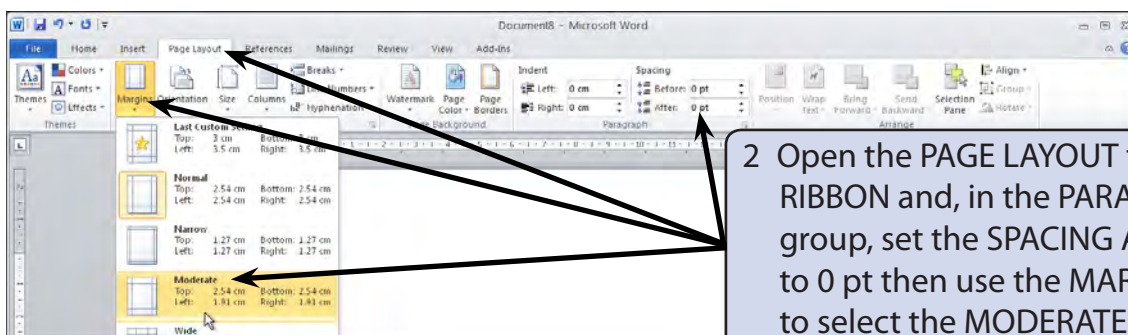 Document8 - Microsoft Word
File Home Insert Page Layout References Mailings Review View Add-Ins
Themes Colors Fonts Effects Margins Orientation Size Columns Breaks Numbers Hyphenation Watermark Page Color Page Borders Indent Left: 0 cm Right: 0 cm Spacing Before: 0 pt After: 0 pt Position Wrap Text Bring Forward Send Backward Selection Pane Align Group Rotate
Themes Background Paragraph Arrange
Last Custom
Top: 3 cm
Left: 3.5 cm Right: 3.5 cm
Normal
Top: 2.54 cm Bottom: 2.54 cm
Left: 2.54 cm Right: 2.54 cm
Narrow
Top: 1.27 cm Bottom: 1.27 cm
Left: 1.27 cm Right: 1.27 cm
Moderate
Top: 2.54 cm Bottom: 2.54 cm
Left: 1.91 cm Right: 1.91 cm
Wide
2 Open the PAGE LAYOUT
RIBBON and, in the PARA
group, set the SPACING A
to 0 pt then use the MAR
to select the MODERATE